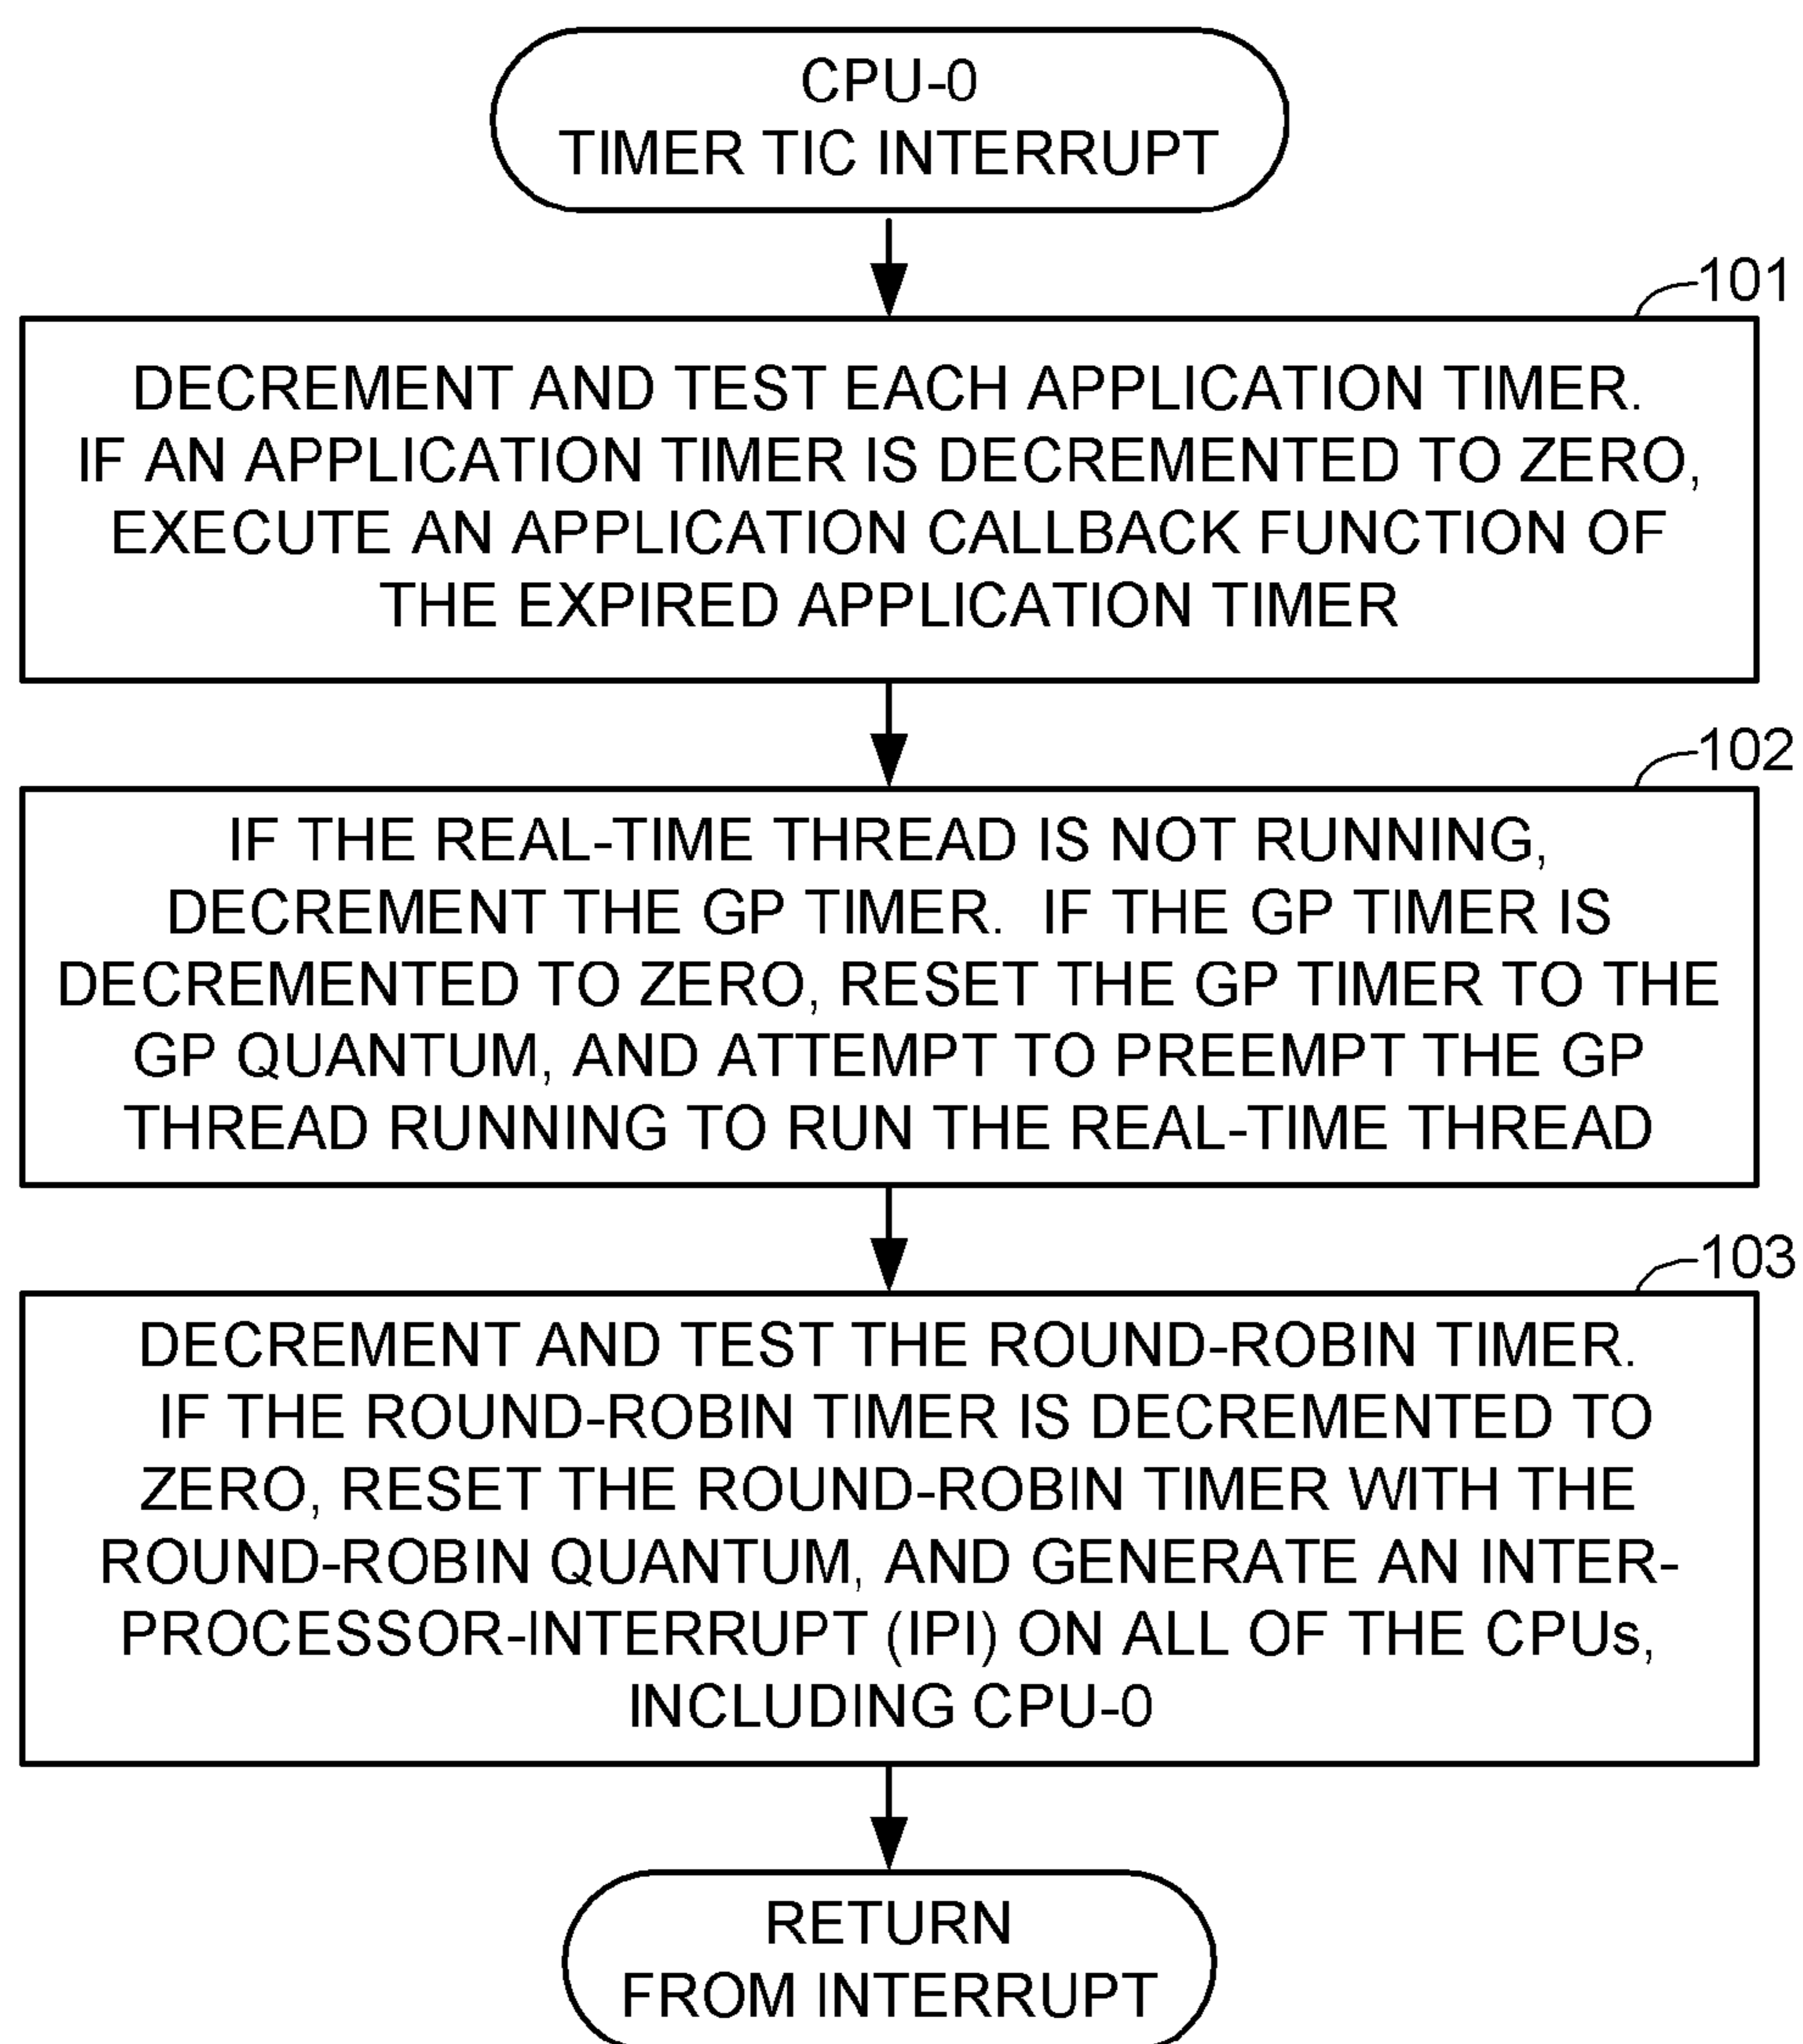 CPU-0
TIMER TIC INTERRUPT
101
DECREMENT AND TEST EACH APPLICATION TIMER.
IF AN APPLICATION TIMER IS DECREMENTED TO ZERO,
EXECUTE AN APPLICATION CALLBACK FUNCTION OF
THE EXPIRED APPLICATION TIMER
102
IF THE REAL-TIME THREAD IS NOT RUNNING,
DECREMENT THE GP TIMER. IF THE GP TIMER IS
DECREMENTED TO ZERO, RESET THE GP TIMER TO THE
GP QUANTUM, AND ATTEMPT TO PREEMPT THE GP
THREAD RUNNING TO RUN THE REAL-TIME THREAD
103
DECREMENT AND TEST THE ROUND-ROBIN TIMER.
IF THE ROUND-ROBIN TIMER IS DECREMENTED TO
ZERO, RESET THE ROUND-ROBIN TIMER WITH THE
ROUND-ROBIN QUANTUM, AND GENERATE AN INTER-
PROCESSOR-INTERRUPT (IPI) ON ALL OF THE CPUs,
INCLUDING CPU-0
RETURN
FROM INTERRUPT